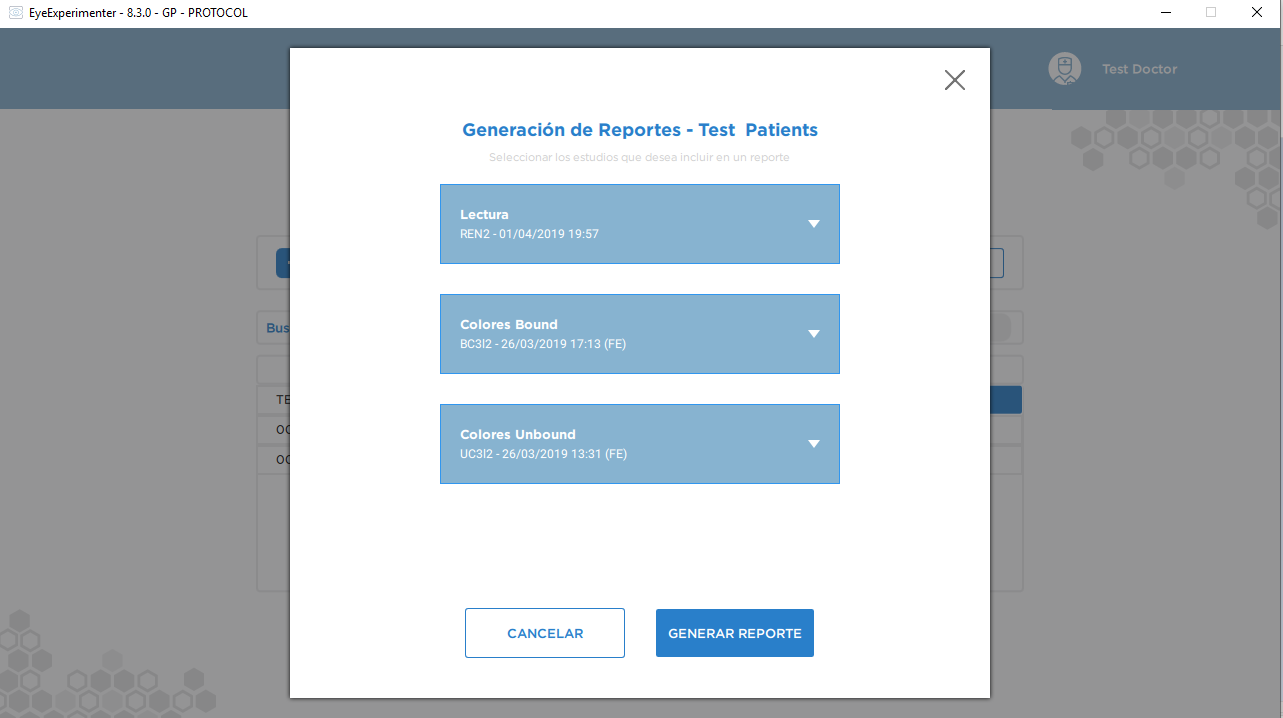 EyeExperimenter - 8.3.0 - GP - PROTOCOL
Test Doctor
Generación de Reportes - Test  Patients
Seleccionar los estudios que desea incluir en un reporte
Lectura
REN2 - 01/04/2019 19:57
Colores Bound
BC3I2 - 26/03/2019 17:13 (FE)
Colores Unbound
UC3I2 - 26/03/2019 13:31 (FE)
Bus
TE
CANCELAR
GENERAR REPORTE